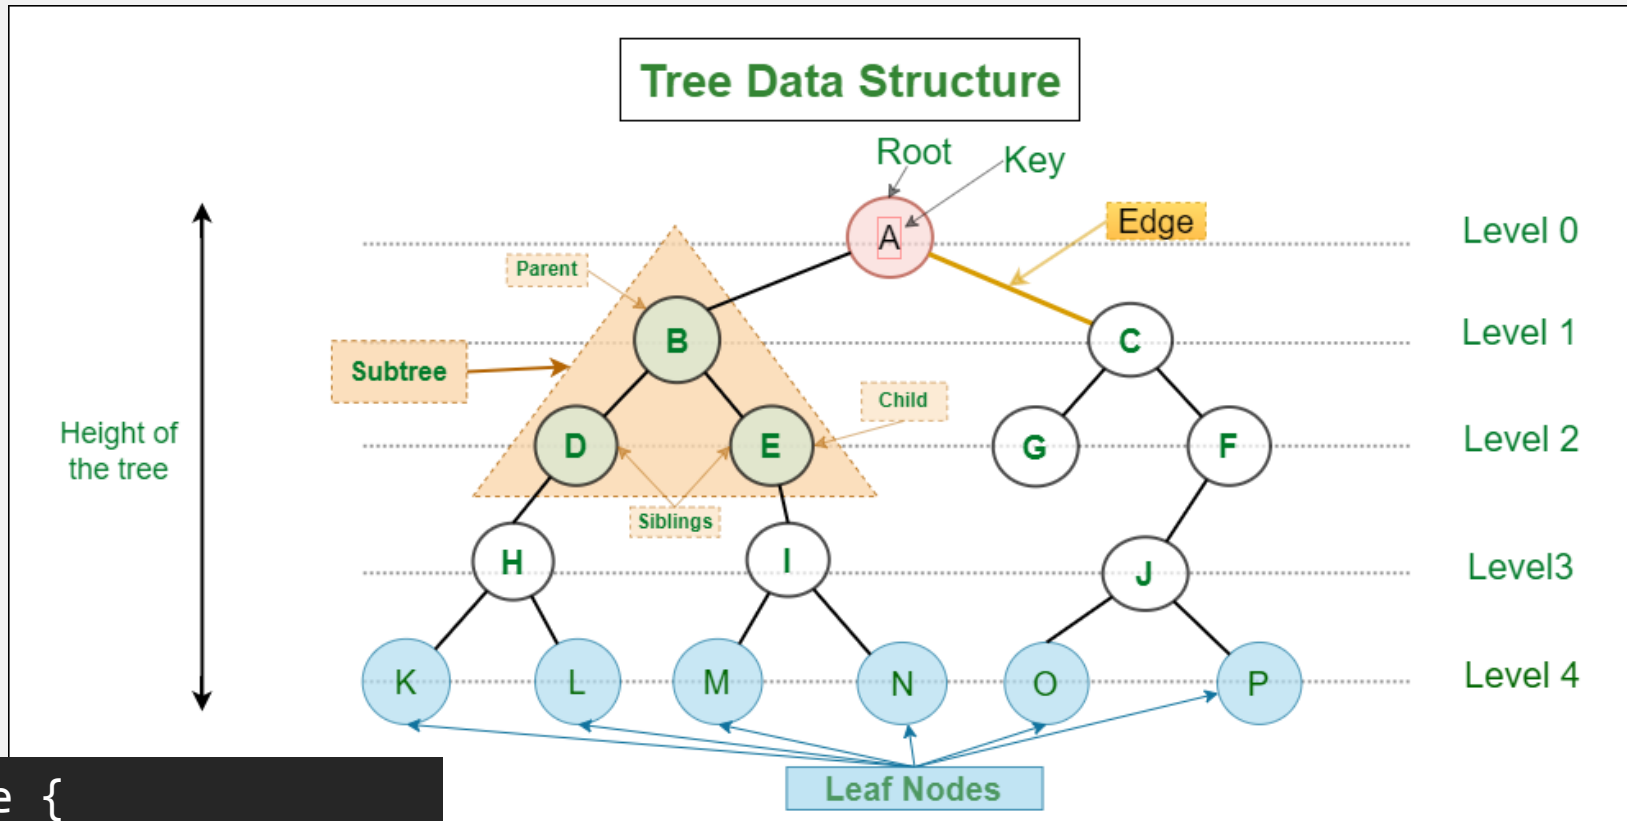 Tree Data Structure
Root
Key
A
Edge
Level 0
Parent
B
C
Level 1
Subtree
Child
Height of
the tree
D
E
G
F
Level 2
Siblings
H
I
J
Level3
K
L
M
N
O
P
Level 4
Leaf Nodes
e {